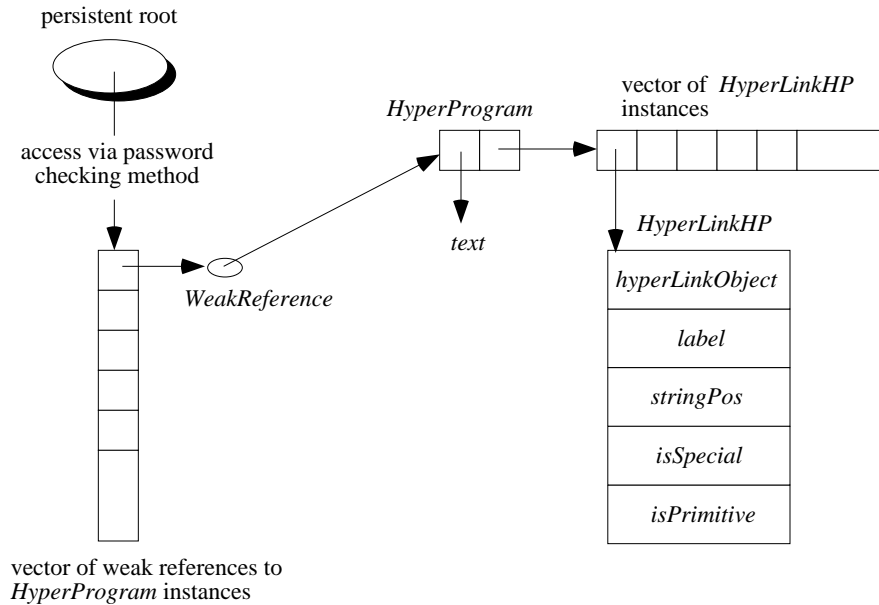 persistent root
access via password
checking method
WeakReference
vector of weak references to
HyperProgram instances
HyperProgram
text
vector of HyperLinkHP
instances
HyperLinkHP
hyperLinkObject
label
stringPos
isSpecial
isPrimitive